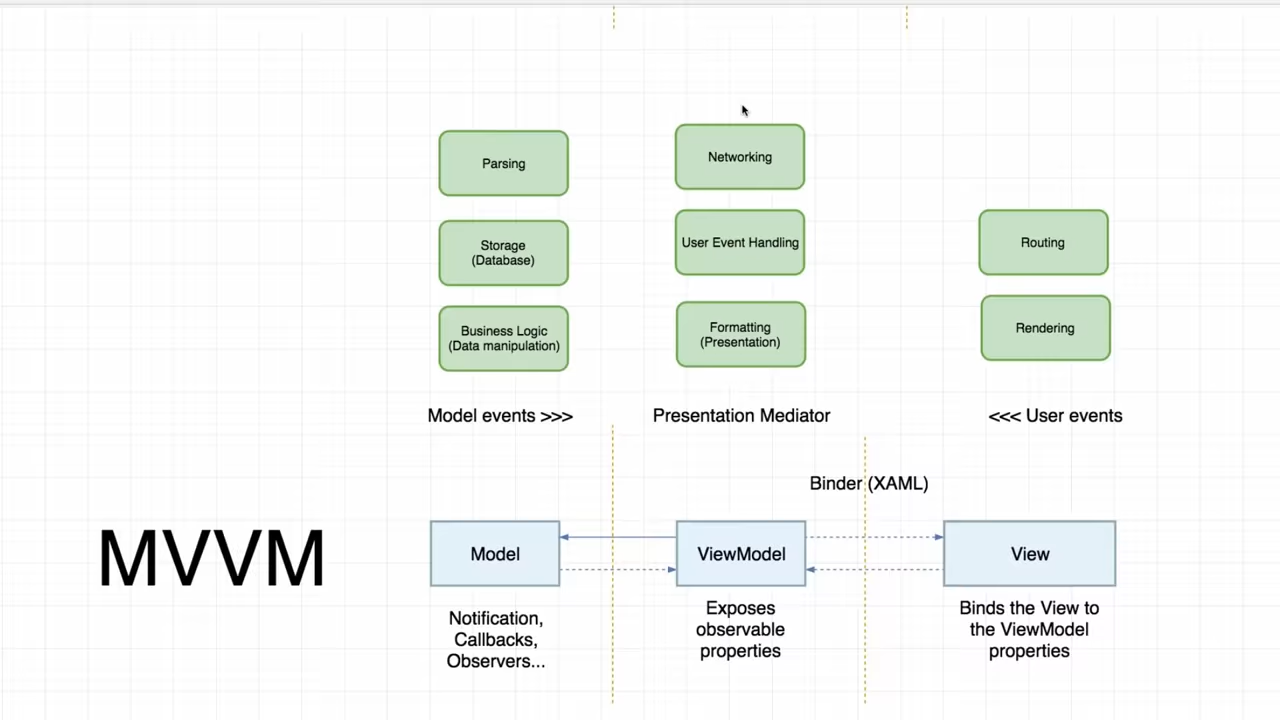 Parsing
Networking
Storage
(Database)
User Event Handling
Routing
Business Logic
(Data manipulation)
Formatting
(Presentation)
Rendering
Model events >>>
Presentation Mediator
<<< User events
Binder (XAML)
MVVM
Model
ViewModel
View
Notification,
Callbacks,
Observers...
Exposes
observable
properties
Binds the View to
the ViewModel
properties